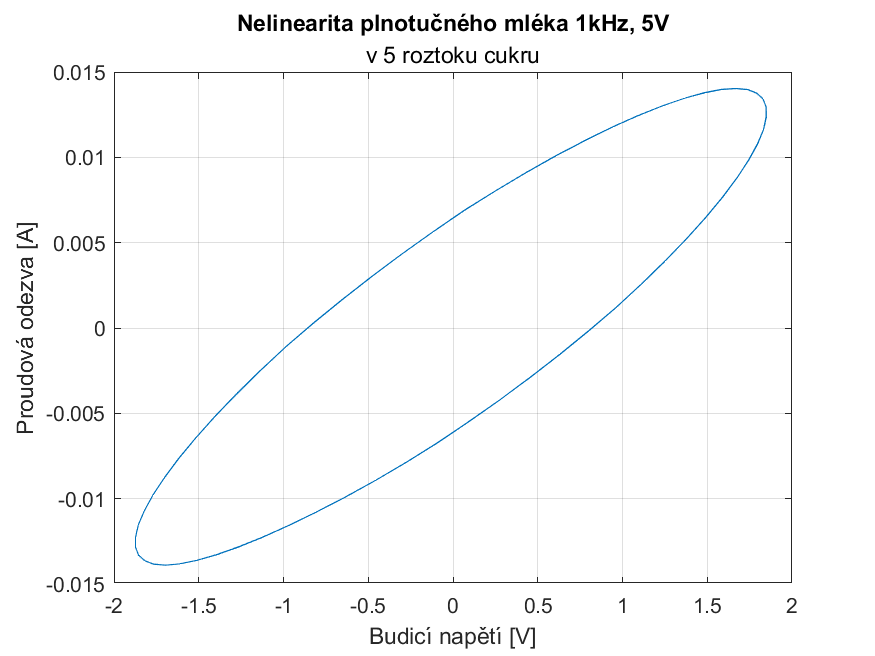 Nelinearita plnotučného mléka 1kHz, 5V
v 5 roztoku cukru
0.015
0.01
0.005
0
-0.005
-0.01
-0.015
Proudová odezva [A]
-2 -1.5 -1 -0.5 0 0.5 1 1.5 2
Budicí napětí [V]